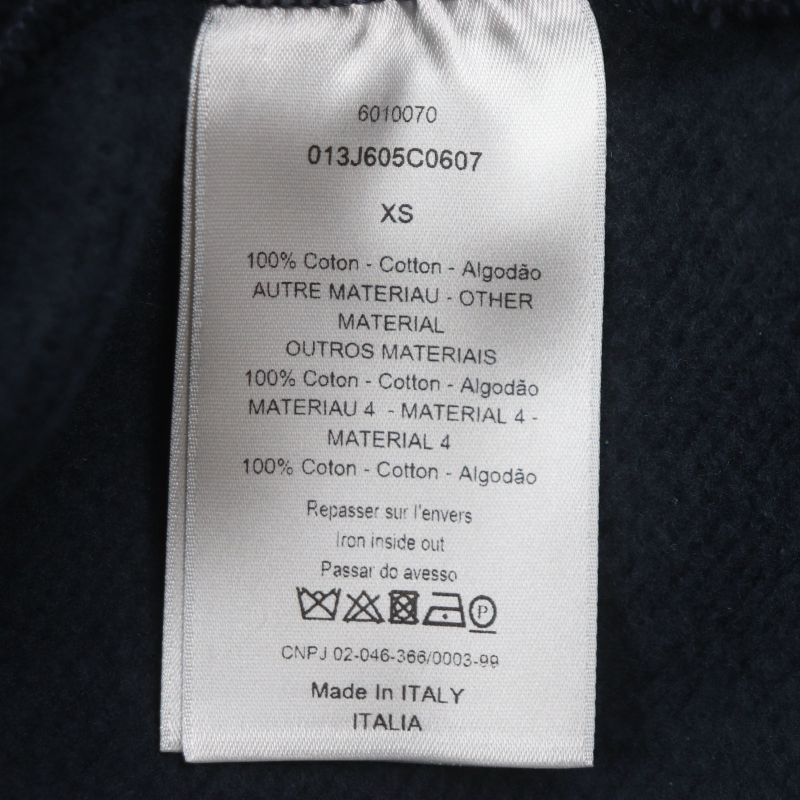 6010070
013J605C0607
XS
100% Coton - Cotton - Algodão
AUTRE MATERIAU - OTHER
MATERIAL
OUTROS MATERIAIS
100% Coton - Cotton - Algodão
MATERIAU 4 - MATERIAL 4 -
MATERIAL 4
100% Coton - Cotton - Algodão
Repasser sur l'envers
Iron inside out
Passar do avesso
P
CNPJ 02-046-366/0003-99
Made In ITALY
ITALIA